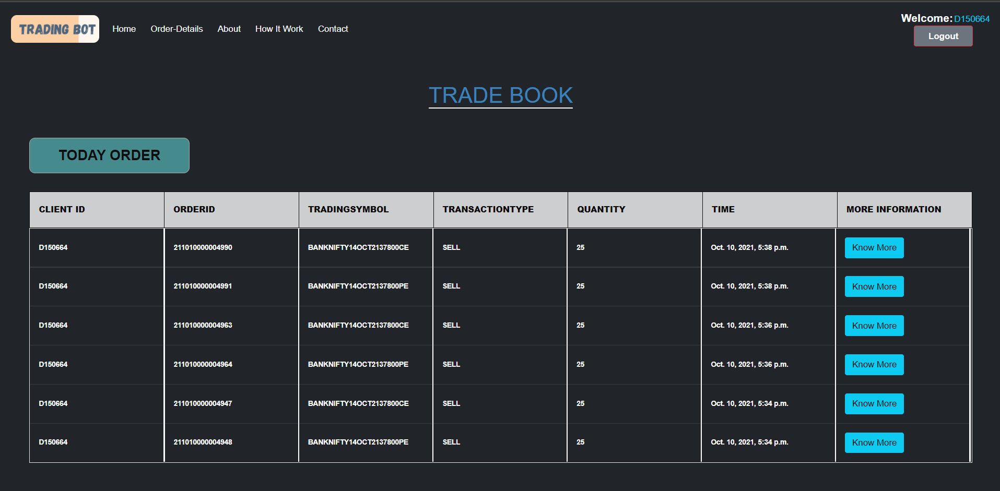 TRADING BOT Home Order-Details About How It Work Contact
Welcome: D150664
Logout
TRADE BOOK
TODAY ORDER
CLIENT ID ORDERID TRADINGSYMBOL TRANSACTIONTYPE QUANTITY TIME MORE INFORMATION
D150664 211010000004990 BANKNIFTY14OCT2137800CE SELL 25 Oct. 10, 2021, 5:38 p.m. Know More
D150664 211010000004991 BANKNIFTY14OCT2137800PE SELL 25 Oct. 10, 2021, 5:38 p.m. Know More
D150664 211010000004963 BANKNIFTY14OCT2137800CE SELL 25 Oct. 10, 2021, 5:36 p.m. Know More
D150664 211010000004964 BANKNIFTY14OCT2137800PE SELL 25 Oct. 10, 2021, 5:36 p.m. Know More
D150664 211010000004947 BANKNIFTY14OCT2137800CE SELL 25 Oct. 10, 2021, 5:34 p.m. Know More
D150664 211010000004948 BANKNIFTY14OCT2137800PE SELL 25 Oct. 10, 2021, 5:34 p.m. Know More